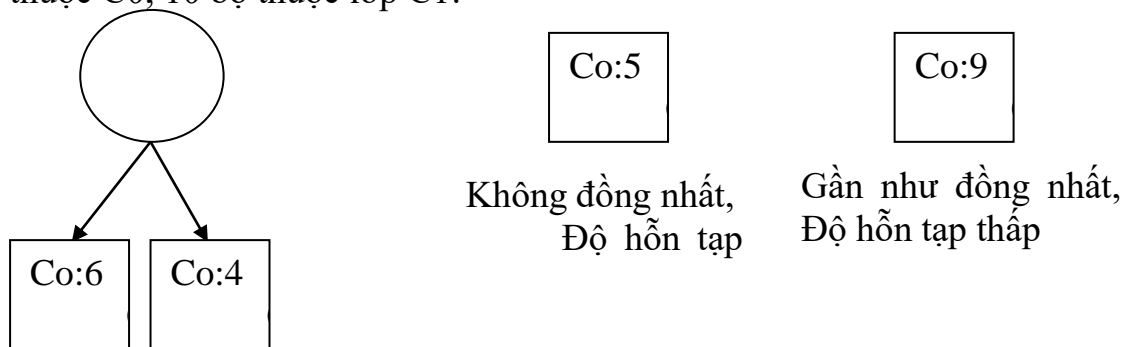 Co:5
Co:9
Không đồng nhất,
Độ hỗn tạp
Gần như đồng nhất,
Độ hỗn tạp thấp
Co:6
Co:4